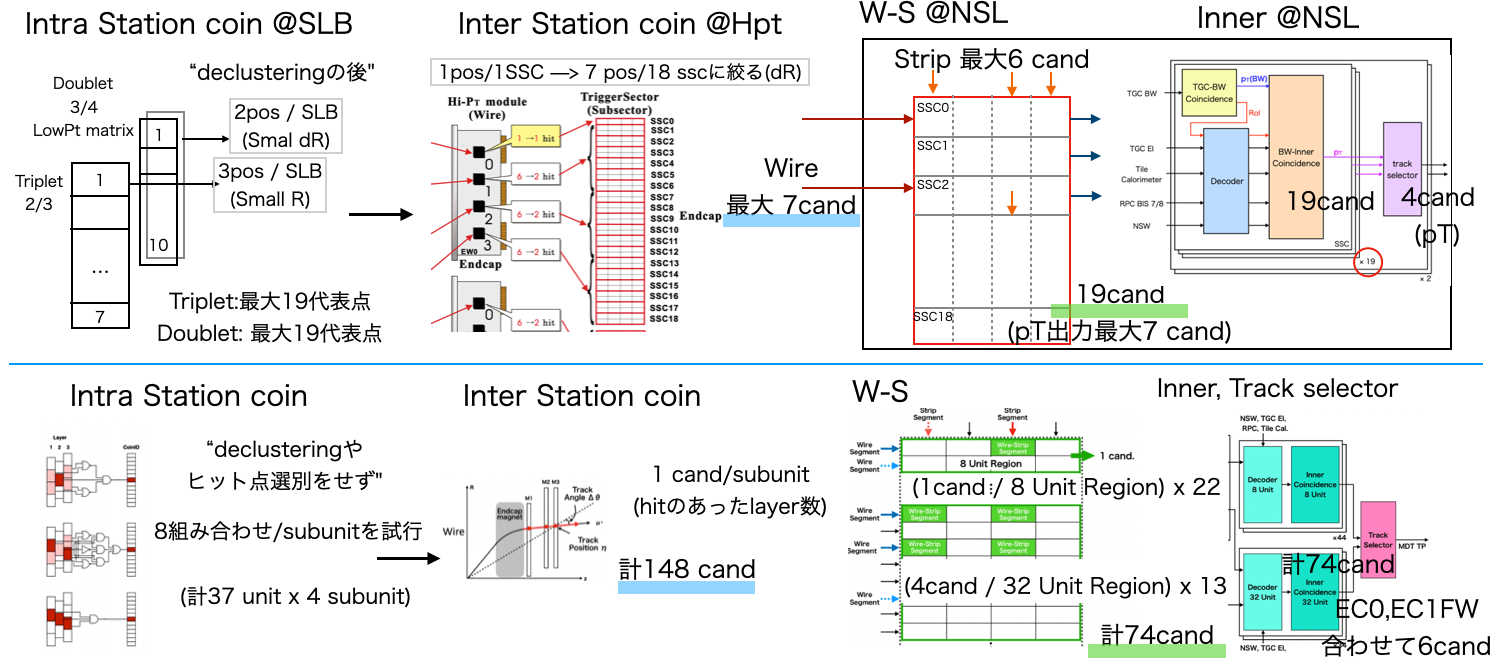 Intra Station coin @SLB
Doublet
3/4
LowPt matrix
“declusteringの後"
2pos / SLB
(Smal dR)
3pos / SLB
(Small R)
Triplet
2/3
1
1
10
…
7
Triplet:最大19代表点
Doublet: 最大19代表点
Inter Station coin @Hpt
1pos/1SSC —> 7 pos/18 sscに絞る(dR)
Hi-PT module
(Wire)
TriggerSector
(Subsector)
1 →1 hit
6 →2 hit
6 →2 hit
6 →2 hit
6 →2 hit
0
1
2
3
EW0
Endcap
0
SSC0
SSC1
SSC2
SSC3
SSC4
SSC5
SSC6
SSC7
SSC8
SSC9
SSC10
SSC11
SSC12
SSC13
SSC14
SSC15
SSC16
SSC17
SSC18
Endcap
Wire
最大 7cand
W-S @NSL
Strip 最大6 cand
SSC0
SSC1
SSC2
SSC18
19cand
(pT出力最大7 cand)
Inner @NSL
TGC BW
TGC-BW
Coincidence
pT(BW)
RoI
TGC EI
Tile
Calorimeter
RPC BIS 7/8
NSW
Decoder
BW-Inner
Coincidence
19cand
pT
track
selector
4cand
(pT)
SSC
× 19
× 2
Intra Station coin
Layer
1 2 3
CoinID
“declusteringや
ヒット点選別をせず"
8組み合わせ/subunitを試行
(計37 unit x 4 subunit)
Inter Station coin
R
Wire
Endcap
magnet
M1
M2 M3
Track
Angle Δ θ
μ⁺
Track
Position η
z
1 cand/subunit
(hitのあったlayer数)
計148 cand
W-S
Strip
Segment
Strip
Segment
Wire
Segment
Wire
Segment
Wire-Strip
Segment
8 Unit Region
1 cand.
(1cand / 8 Unit Region) x 22
Wire
Segment
Wire
Segment
Wire-Strip
Segment
Wire-Strip
Segment
Wire-Strip
Segment
Wire-Strip
Segment
(4cand / 32 Unit Region) x 13
Wire
Segment
計74cand
Inner, Track selector
NSW, TGC EI,
RPC, Tile Cal.
Decoder
8 Unit
Inner
Coincidence
8 Unit
×44
Track
Selector
MDT TP
計74cand
Decoder
32 Unit
Inner
Coincidence
32 Unit
EC0,EC1FW
合わせて6cand
NSW, TGC EI,